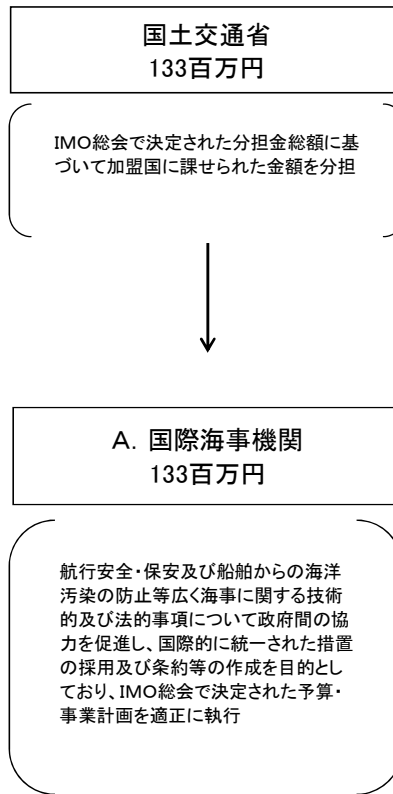 国土交通省
133百万円
IMO総会で決定された分担金総額に基
づいて加盟国に課せられた金額を分担
A．国際海事機関
133百万円
航行安全・保安及び船舶からの海洋
汚染の防止等広く海事に関する技術
的及び法的事項について政府間の協
力を促進し、国際的に統一された措置
の採用及び条約等の作成を目的とし
ており、IMO総会で決定された予算・
事業計画を適正に執行